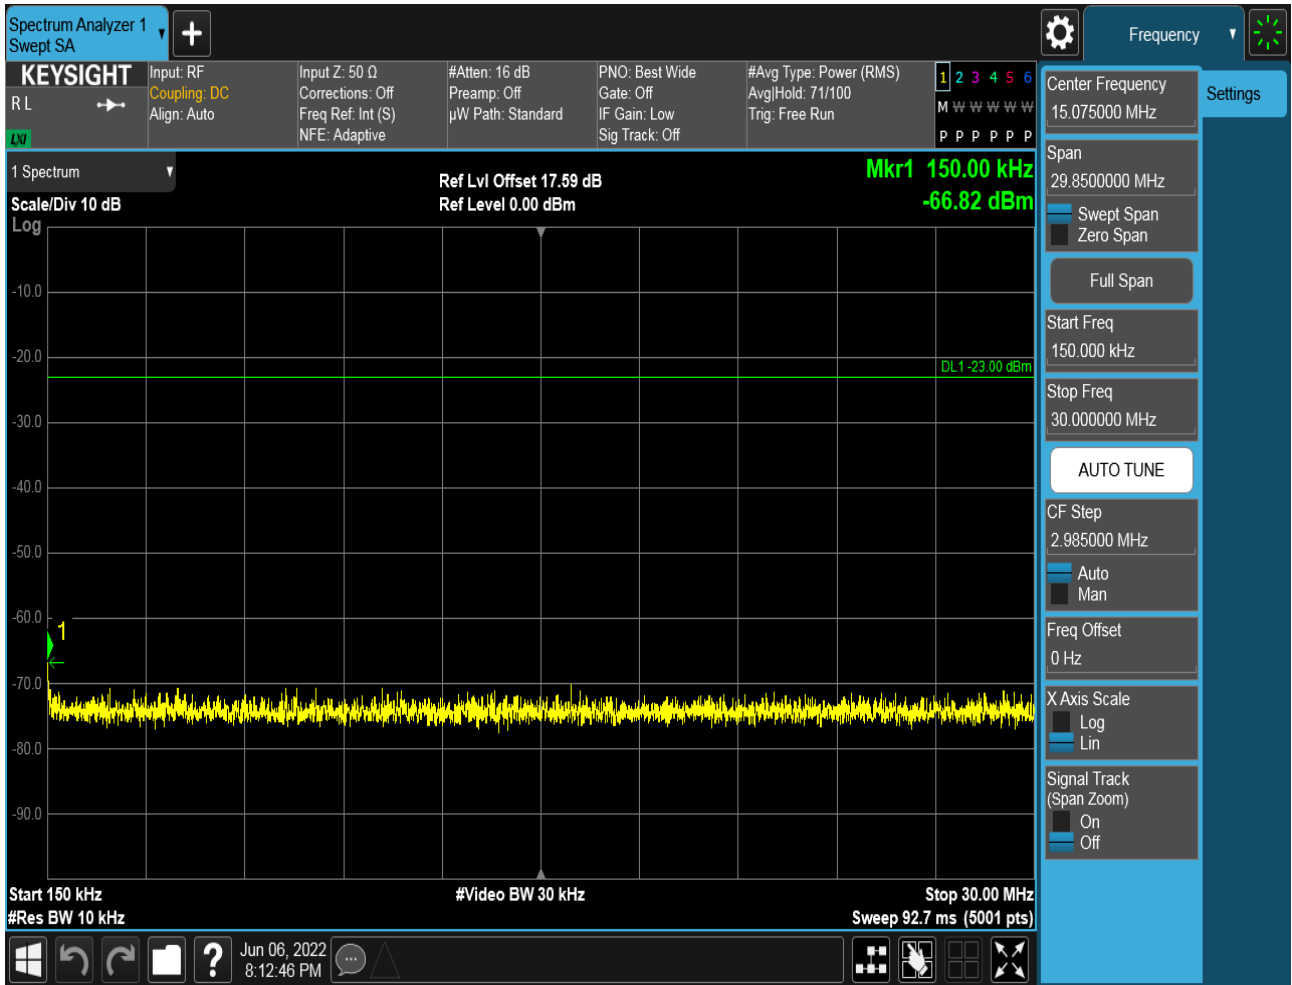 Spectrum Analyzer 1
Swept SA
Frequency
KEYSIGHT
R L
LXI
Input: RF
Coupling: DC
Align: Auto
Input Z: 50 Ω
Corrections: Off
Freq Ref: Int (S)
NFE: Adaptive
#Atten: 16 dB
Preamp: Off
µW Path: Standard
PNO: Best Wide
Gate: Off
IF Gain: Low
Sig Track: Off
#Avg Type: Power (RMS)
Avg|Hold: 71/100
Trig: Free Run
1 2 3 4 5 6
M W W W W W
P P P P P P
1 Spectrum
Scale/Div 10 dB
Log
Ref Lvl Offset 17.59 dB
Ref Level 0.00 dBm
Mkr1 150.00 kHz
-66.82 dBm
-10.0
-20.0
DL1 -23.00 dBm
-30.0
-40.0
-50.0
-60.0
1
-70.0
-80.0
-90.0
Start 150 kHz
#Res BW 10 kHz
#Video BW 30 kHz
Stop 30.00 MHz
Sweep 92.7 ms (5001 pts)
Jun 06, 2022
8:12:46 PM
?
Center Frequency
15.075000 MHz
Settings
Span
29.8500000 MHz
Swept Span
Zero Span
Full Span
Start Freq
150.000 kHz
Stop Freq
30.000000 MHz
AUTO TUNE
CF Step
2.985000 MHz
Auto
Man
Freq Offset
0 Hz
X Axis Scale
Log
Lin
Signal Track
(Span Zoom)
On
Off